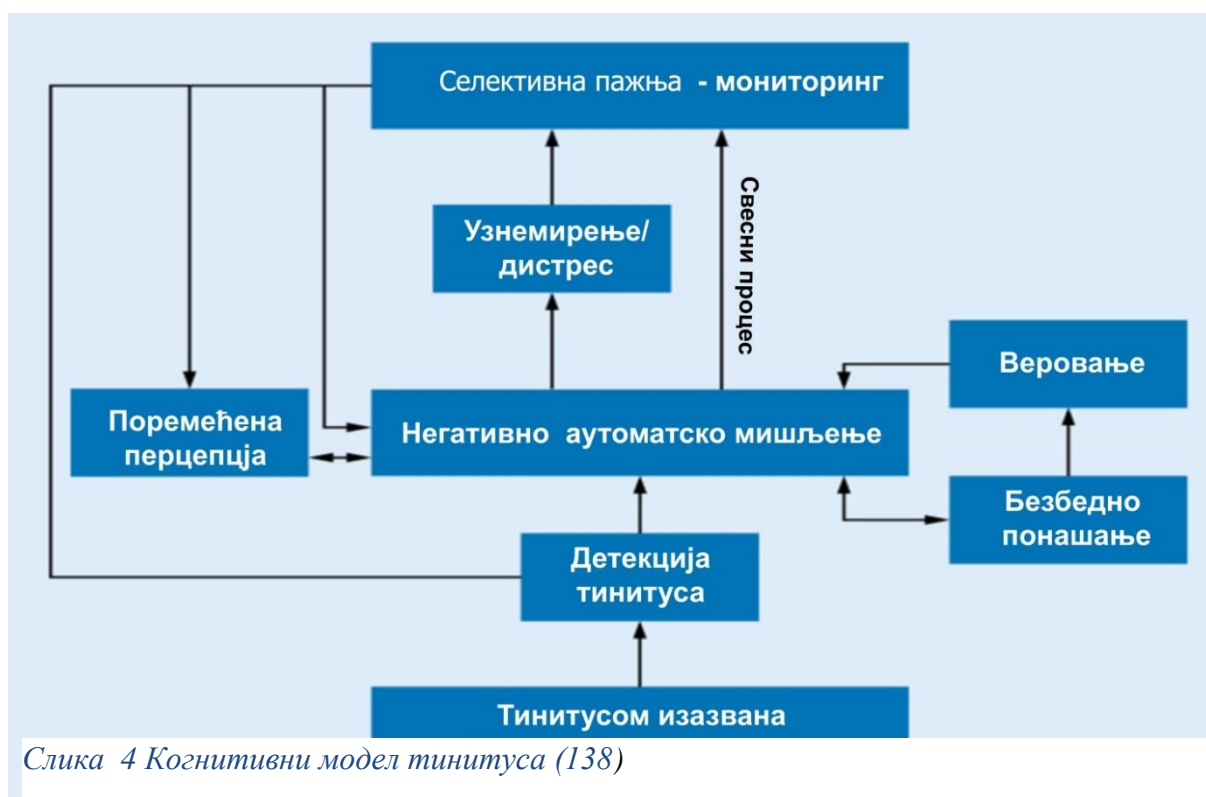 Селективна пажња - мониторинг
Свесни процес
Узнемирење/
дистрес
Веровање
Поремећена
перцепција
Негативно аутоматско мишљење
Безбедно
понашање
Детекција
тинитуса
Тинитусом изазвана
Слика 4 Когнитивни модел тинитуса (138)